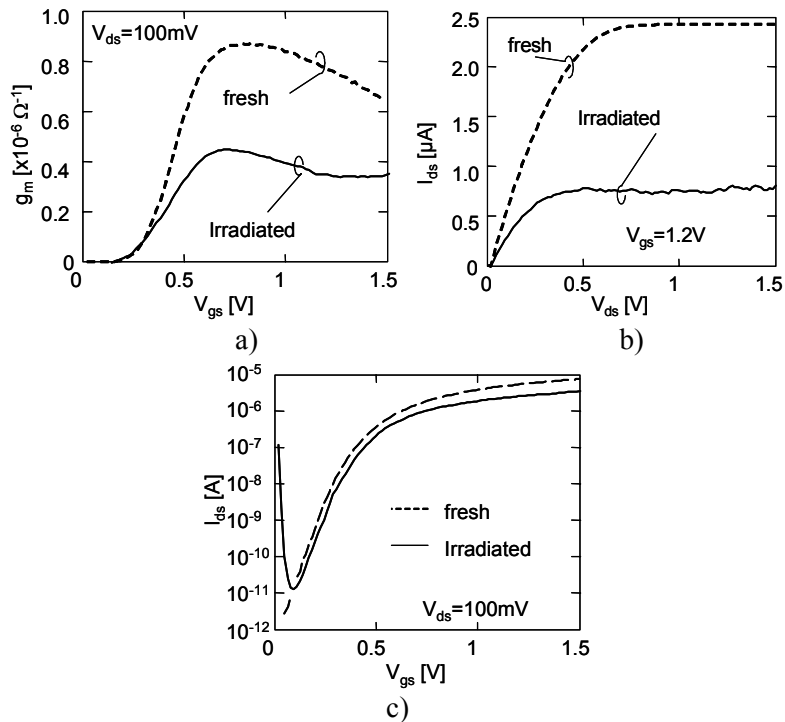 V_ds=100mV
g_m [x10⁻⁶ Ω⁻¹]
1.0
0.8
0.6
0.4
0.2
0
fresh
Irradiated
0
0.5
1
1.5
V_gs [V]
a)
I_ds [µA]
2.5
2.0
1.5
1.0
0.5
0
fresh
Irradiated
V_gs=1.2V
0
0.5
1
1.5
V_ds [V]
b)
I_ds [A]
10⁻⁵
10⁻⁶
10⁻⁷
10⁻⁸
10⁻⁹
10⁻¹⁰
10⁻¹¹
10⁻¹²
fresh
Irradiated
V_ds=100mV
0
0.5
1
1.5
V_gs [V]
c)